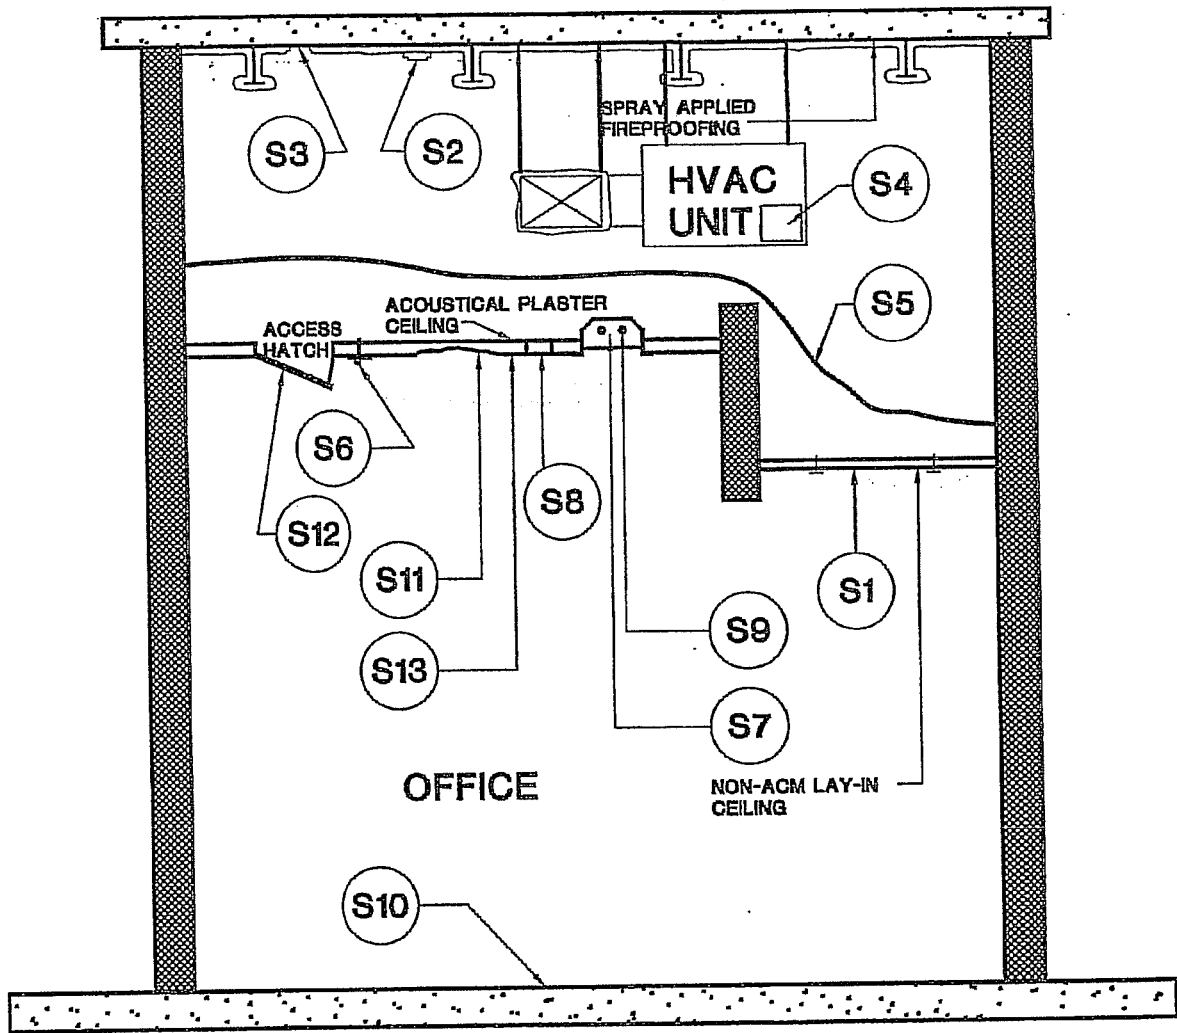 SPRAY APPLIED
FIREPROOFING
S3
S2
HVAC
UNIT
S4
S5
ACOUSTICAL PLASTER
CEILING
ACCESS
HATCH
S6
S8
S12
S11
S1
S9
S13
S7
OFFICE
NON-ACM LAY-IN
CEILING
S10